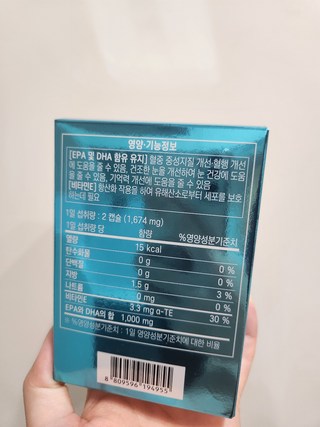 영양·기능정보
[EPA 및 DHA 함유 유지] 혈중 중성지질 개선·혈행 개선
에 도움을 줄 수 있음, 건조한 눈을 개선하여 눈 건강에 도움
을 줄 수 있음, 기억력 개선에 도움을 줄 수 있음
[비타민E] 항산화 작용을 하여 유해산소로부터 세포를 보호
하는데 필요
1일 섭취량 : 2 캡슐 (1,674 mg)
1일 섭취량 당 함량 %영양성분기준치
열량 15 kcal
탄수화물 0 g 0 %
단백질 0 g 0 %
지방 1.5 g 3 %
나트륨 0 mg 0 %
비타민E 3.3 mg α-TE 30 %
EPA와 DHA의 합 1,000 mg
※ %영양성분기준치 : 1일 영양성분기준치에 대한 비율
8 809596 194955